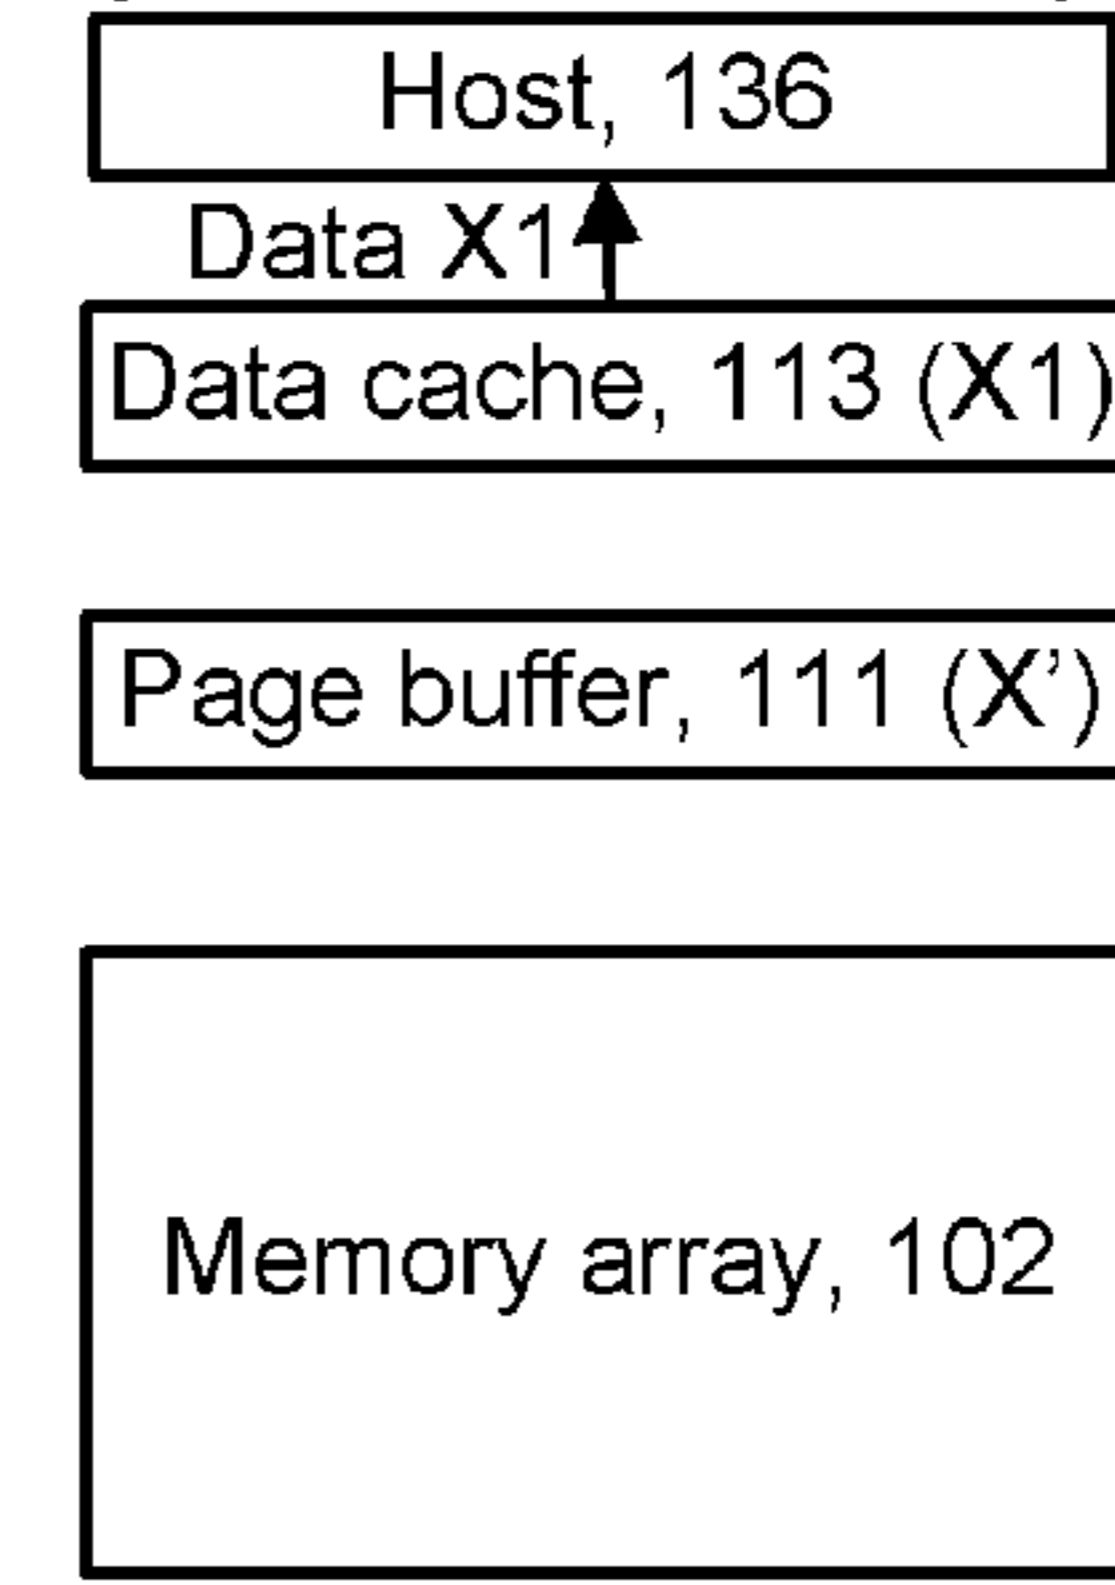 Host, 136
Data X1
Data cache, 113 (X1)
Page buffer, 111 (X’)
Memory array, 102